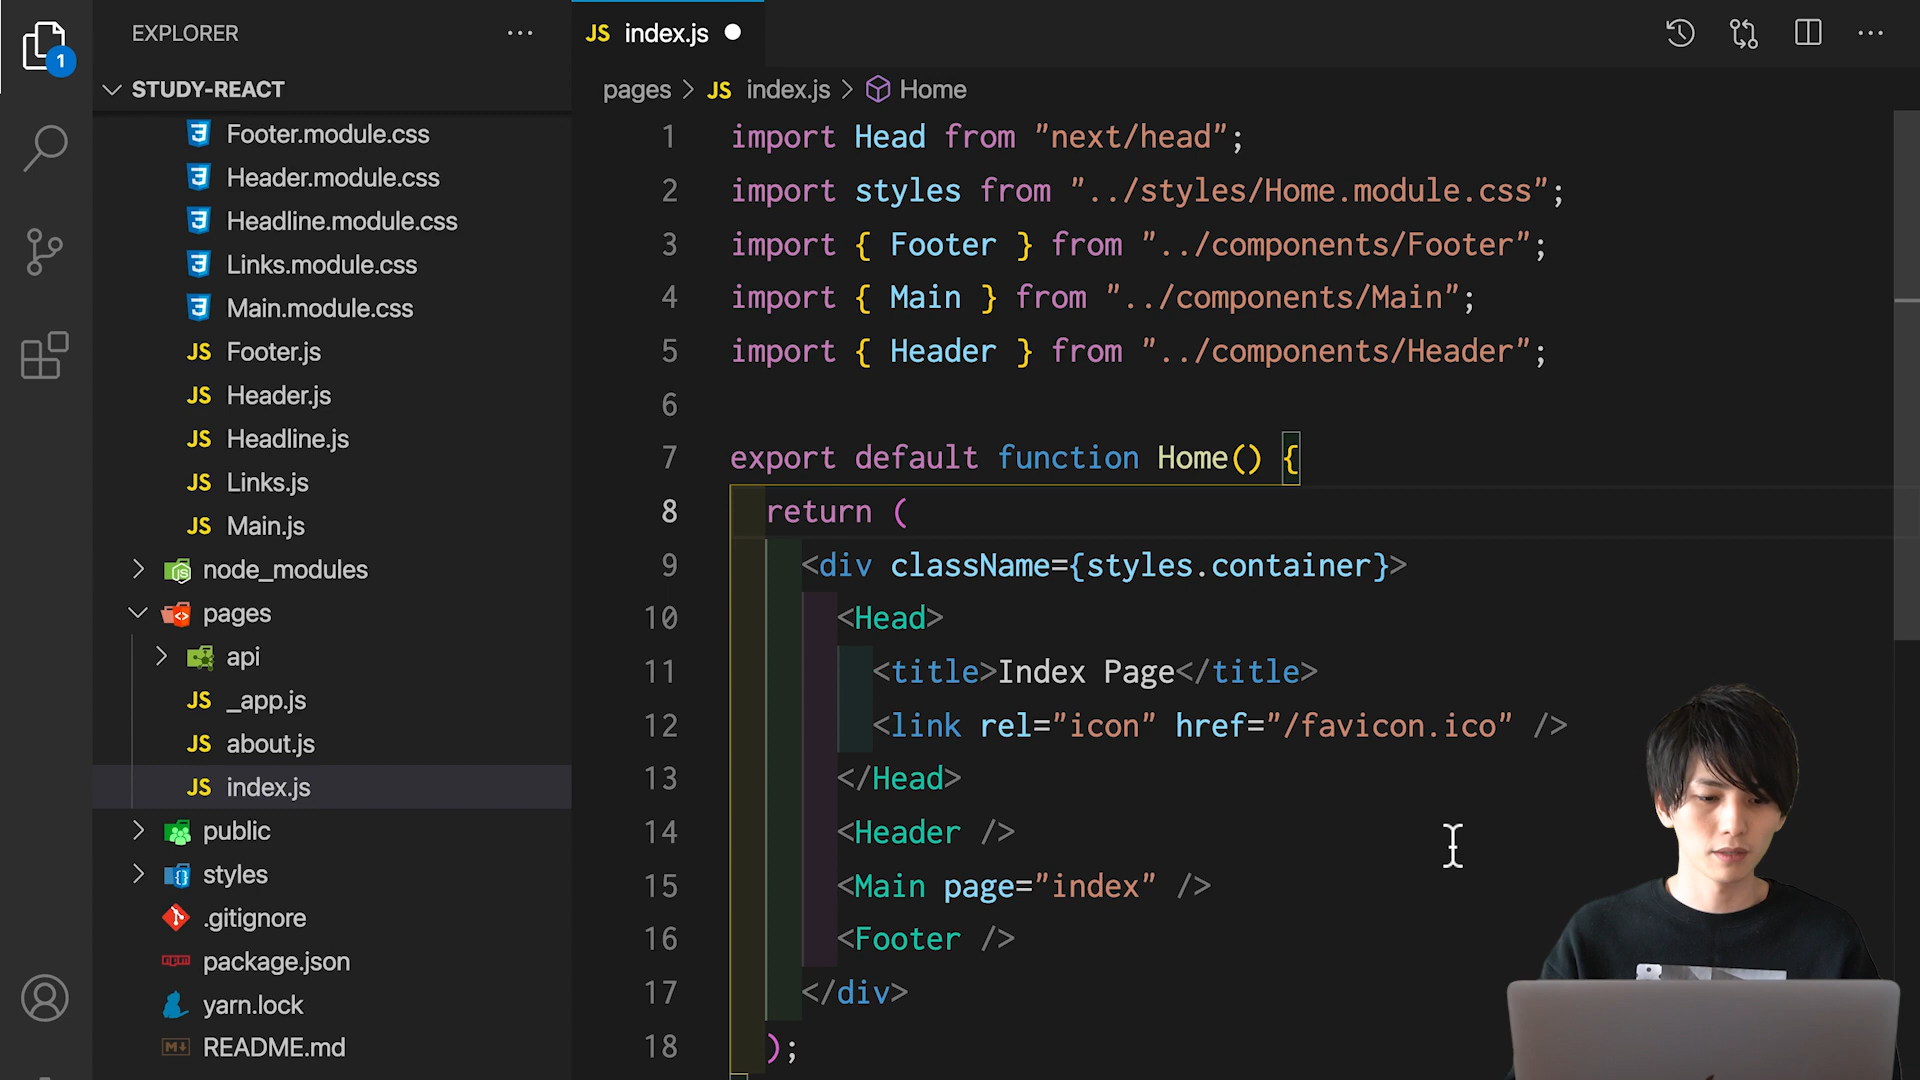 EXPLORER
STUDY-REACT
Footer.module.css
Header.module.css
Headline.module.css
Links.module.css
Main.module.css
JS Footer.js
JS Header.js
JS Headline.js
JS Links.js
JS Main.js
node_modules
pages
api
JS _app.js
JS about.js
JS index.js
public
styles
.gitignore
package.json
yarn.lock
README.md
1
JS index.js
pages > JS index.js > Home
1 import Head from "next/head";
2 import styles from "../styles/Home.module.css";
3 import { Footer } from "../components/Footer";
4 import { Main } from "../components/Main";
5 import { Header } from "../components/Header";
6
7 export default function Home() {
8 return (
9 <div className={styles.container}>
10 <Head>
11 <title>Index Page</title>
12 <link rel="icon" href="/favicon.ico" />
13 </Head>
14 <Header />
15 <Main page="index" />
16 <Footer />
17 </div>
18 );